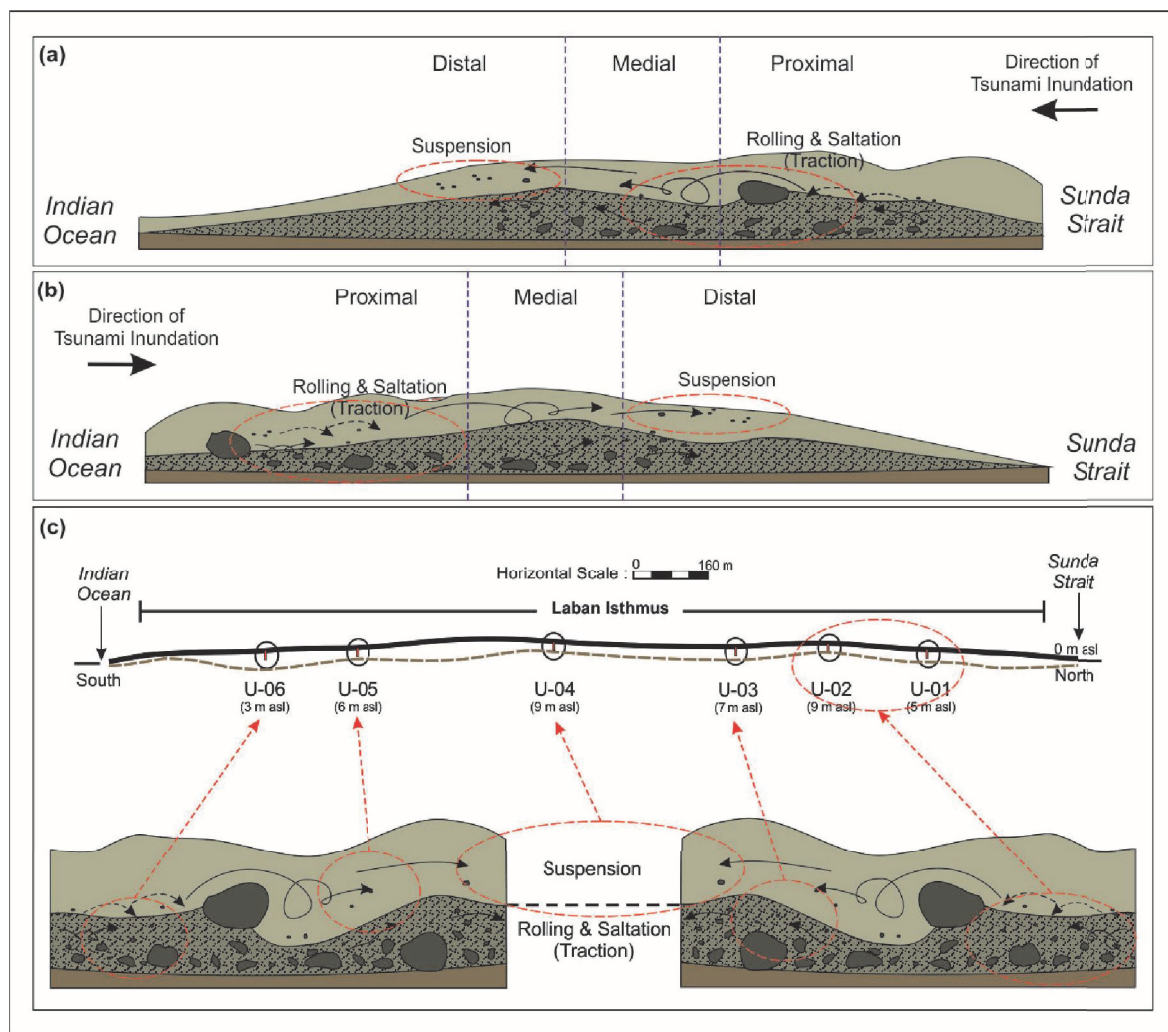 (a)
Distal
Medial
Proximal
Direction of
Tsunami Inundation
Suspension
Rolling & Saltation
(Traction)
Indian
Ocean
Sunda
Strait
(b)
Proximal
Medial
Distal
Direction of
Tsunami Inundation
Rolling & Saltation
(Traction)
Suspension
Indian
Ocean
Sunda
Strait
(c)
Indian
Ocean
Horizontal Scale :
0
160 m
Sunda
Strait
Laban Isthmus
0 m asl
South
North
U-06
(3 m asl)
U-05
(6 m asl)
U-04
(9 m asl)
U-03
(7 m asl)
U-02
(9 m asl)
U-01
(5 m asl)
Suspension
Rolling & Saltation
(Traction)